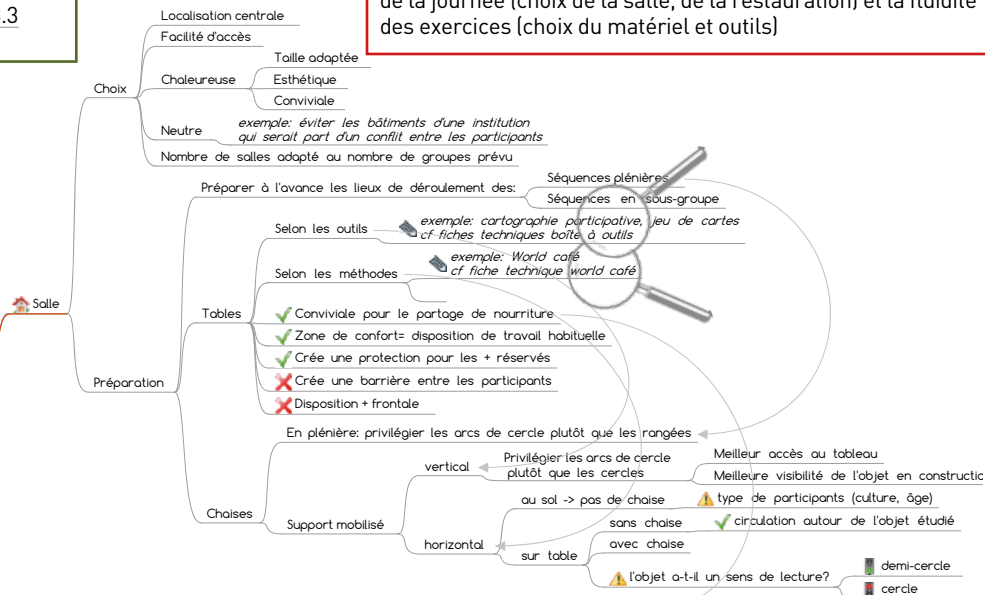 .3
de la journée (choix de la salle, de la restauration) et la fluidité
des exercices (choix du matériel et outils)
Salle
Choix
Localisation centrale
Facilité d'accès
Chaleureuse
Taille adaptée
Esthétique
Conviviale
Neutre
exemple: éviter les bâtiments d'une institution
qui serait part d'un conflit entre les participants
Nombre de salles adapté au nombre de groupes prévu
Préparation
Préparer à l'avance les lieux de déroulement des:
Séquences plénières
Séquences en sous-groupe
Tables
Selon les outils
exemple: cartographie participative, jeu de cartes
cf fiches techniques boîte à outils
Selon les méthodes
exemple: World café
cf fiche technique world café
Conviviale pour le partage de nourriture
Zone de confort= disposition de travail habituelle
Crée une protection pour les + réservés
Crée une barrière entre les participants
Disposition + frontale
Chaises
En plénière: privilégier les arcs de cercle plutôt que les rangées
Support mobilisé
vertical
Privilégier les arcs de cercle
plutôt que les cercles
Meilleur accès au tableau
Meilleure visibilité de l'objet en constructio
horizontal
au sol -> pas de chaise
type de participants (culture, âge)
sur table
sans chaise
circulation autour de l'objet étudié
avec chaise
l'objet a-t-il un sens de lecture?
demi-cercle
cercle